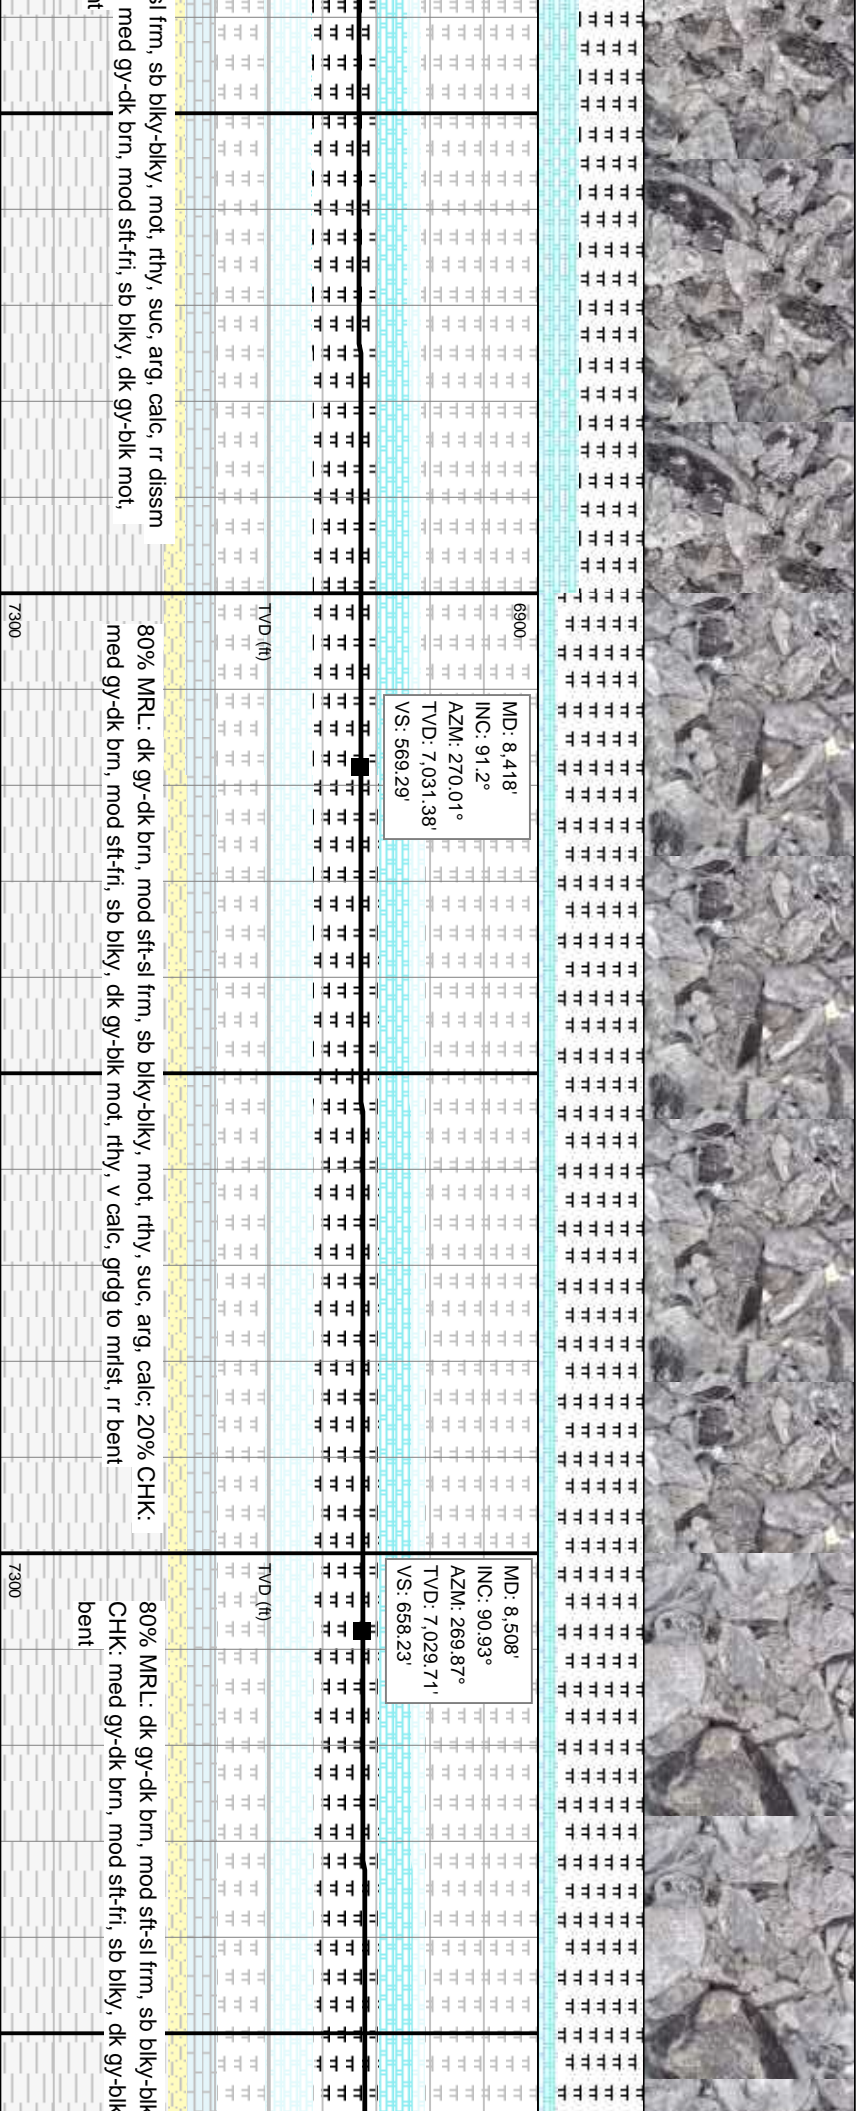 sl frm, sb blky-blky, mot, rthy, suc, arg, calc, rr dissm
med gy-dk brn, mod sft-fri, sb blky, dk gy-blk mot,
6900
TVD (ft)
7300
MD: 8,418'
INC: 91.2°
AZM: 270.01°
TVD: 7,031.38'
VS: 569.29'
80% MRL: dk gy-dk brn, mod sft-sl frm, sb blky-blky, mot, rthy, suc, arg, calc; 20% CHK:
med gy-dk brn, mod sft-fri, sb blky, dk gy-blk mot, rthy, v calc, grdg to mrlst, rr bent
TVD (ft)
7300
MD: 8,508'
INC: 90.93°
AZM: 269.87°
TVD: 7,029.71'
VS: 658.23'
80% MRL: dk gy-dk brn, mod sft-sl frm, sb blky-blk
CHK: med gy-dk brn, mod sft-fri, sb blky, dk gy-blk
bent